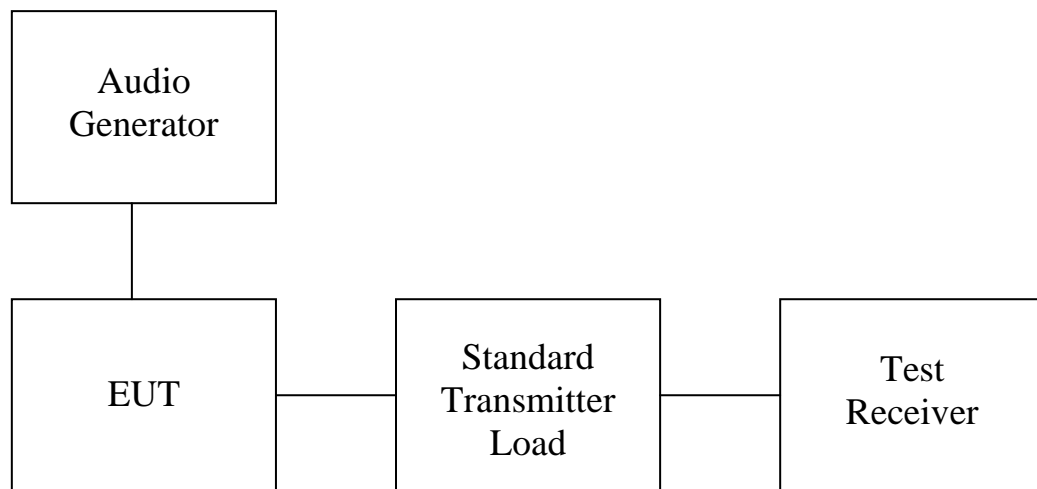 Audio
Generator
EUT
Standard
Transmitter
Load
Test
Receiver